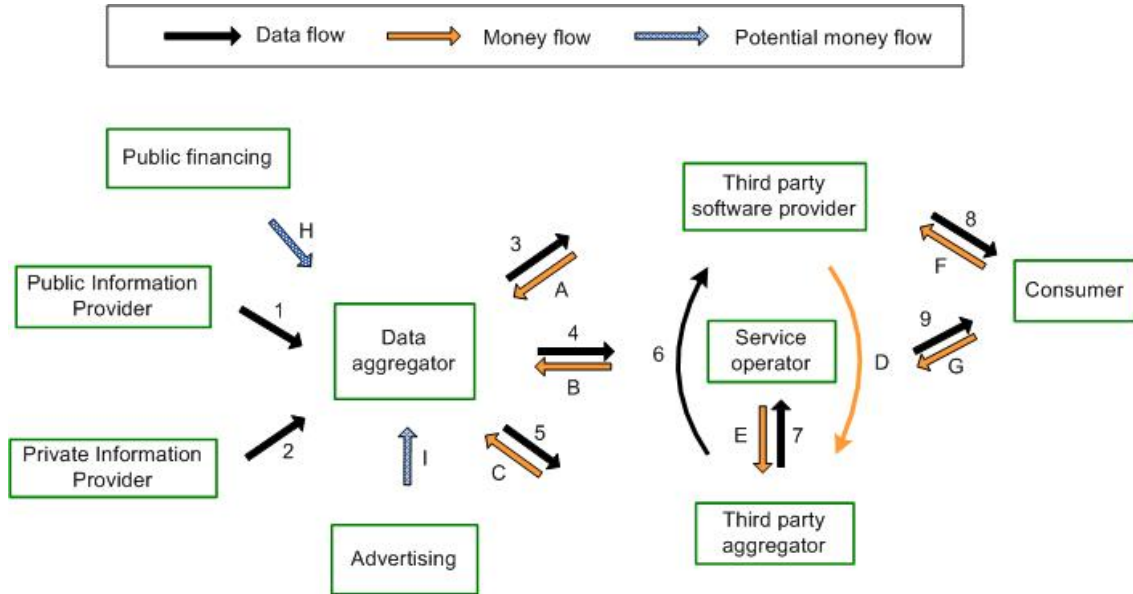 Data flow
Money flow
Potential money flow
Public financing
Third party
software provider
H
3
A
8
F
Public Information
Provider
1
Consumer
Data
aggregator
4
B
6
Service
operator
D
9
G
Private Information
Provider
2
I
5
C
E
7
Third party
aggregator
Advertising